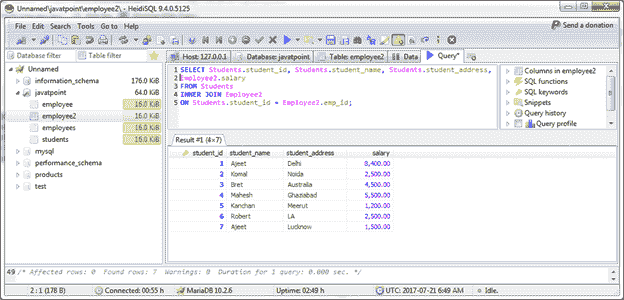 Unnamed\javatpoint\employee2\ - HeidiSQL 9.4.0.5125
File Edit Search Tools Go to Help
Send a donation
Database filter
Table filter
Host: 127.0.0.1
Database: javatpoint
Table: employee2
Query*
Unnamed
information_schema 176.0 KiB
javatpoint 64.0 KiB
employee 16.0 KiB
employee2 16.0 KiB
employees 16.0 KiB
students 16.0 KiB
mysql
performance_schema
products
test
1 SELECT Students.student_id, Students.student_name, Students.student_address,
2 Employee2.salary
3 FROM Students
4 INNER JOIN Employee2
5 ON Students.student_id = Employee2.emp_id;
Columns in employee2
SQL functions
SQL keywords
Snippets
Query history
Query profile
Result #1 (4×7)
student_id student_name student_address salary
1 Ajeet Delhi 8,400.00
2 Komal Noida 2,500.00
3 Bret Australia 4,500.00
4 Mahesh Ghaziabad 5,500.00
5 Kanchan Meerut 1,200.00
6 Robert LA 2,500.00
7 Ajeet Lucknow 1,500.00
49 /* Affected rows: 0 Found rows: 7 Warnings: 0 Duration for 1 query: 0.000 sec. */
2 : 1 (178 B)
Connected: 00:55 h
MariaDB 10.2.6
Uptime: 02:49 h
UTC: 2017-07-21 6:49 AM
Idle.